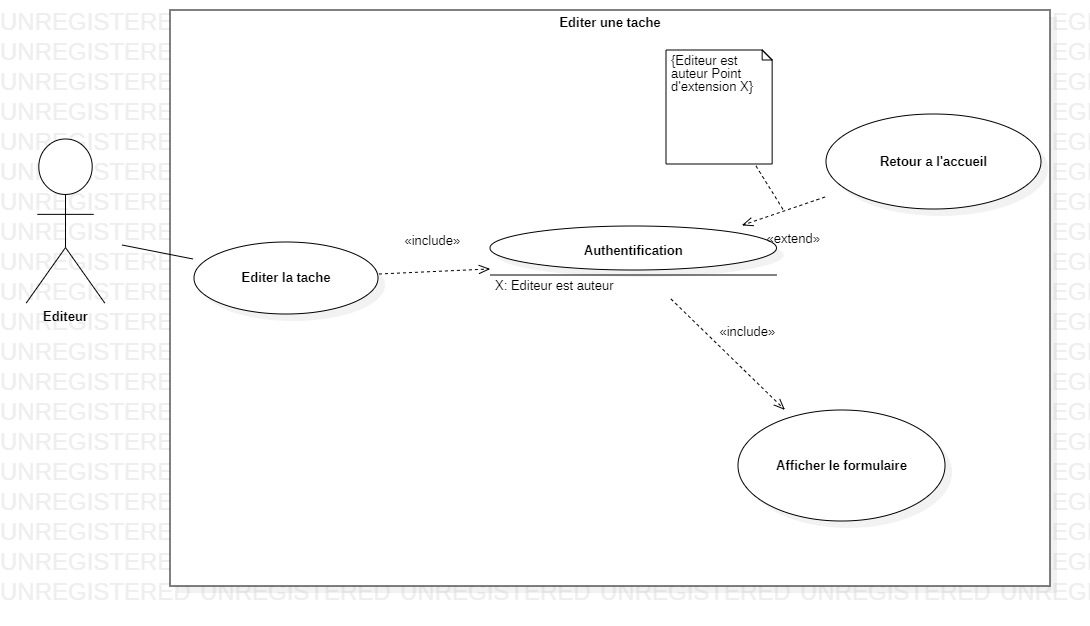 Editer une tache
{Editeur est
auteur Point
d'extension X}
Retour a l'accueil
«include»
«extend»
Authentification
Editer la tache
X: Editeur est auteur
Editeur
«include»
Afficher le formulaire
UNREGISTERED UNREGISTERED UNREGISTERED UNREGISTERED UNREGISTERED